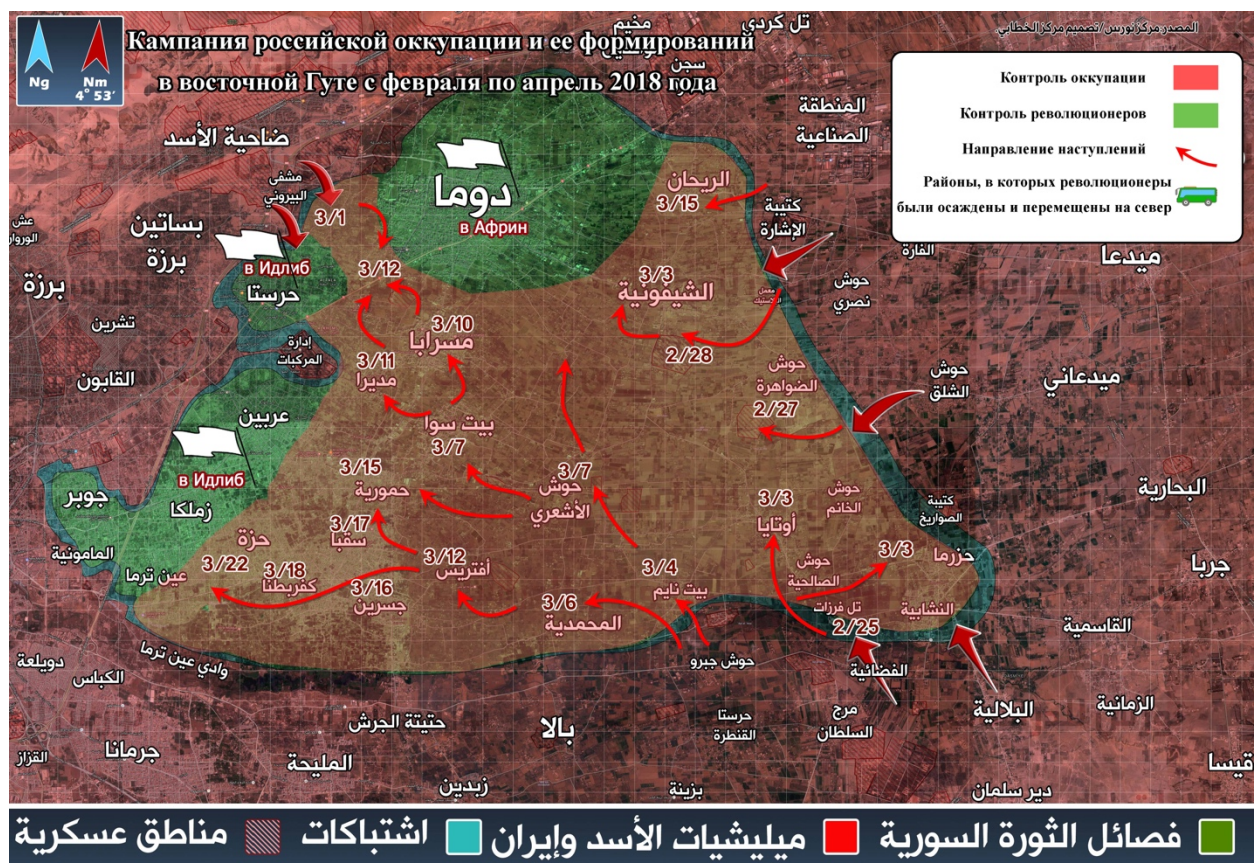 Кампания российской оккупации и ее формирований
в восточной Гуте с февраля по апрель 2018 года
Ng
Nm
4° 53′
المصدر مركز نورس/تصميم مركز الخطابي
Контроль оккупации
Контроль революционеров
Направление наступлений
Районы, в которых революционеры
были осаждены и перемещены на север
مخيم
تل كردي
سجن
المنطقة
الصناعية
ضاحية الأسد
مشفى
البيروني
3/1
دوما
в Африн
الريحان
3/15
كتيبة
الإشارة
الفارة
ميدعا
عش
الوروار
بساتين
برزة
برزة
в Идлиб
حرستا
3/12
3/3
الشيفونية
معمل
حوش
نصري
تشرين
إدارة
المركبات
القابون
3/10
مسرابا
3/11
مديرا
2/28
حوش
الضواهرة
2/27
حوش
الشلق
ميدعاني
عربين
в Идлиб
زملكا
جوبر
المأمونية
بيت سوا
3/7
3/15
حمورية
3/7
حوش
الأشعري
3/3
أوتايا
حوش
الخانم
كتيبة
الصواريخ
البحارية
جربا
3/17
سقبا
حزة
3/22
عين ترما
3/18
كفربطنا
3/12
أفتريس
3/16
جسرين
3/6
المحمدية
3/4
بيت نايم
حوش
الصالحية
3/3
حزرما
النشابية
تل فرزات
2/25
القاسمية
وادي عين ترما
دويلعة
الكباس
حوش جبرو
الفضائية
البلالية
الزمانية
حتيتة الجرش
بالا
حرستا
القنطرة
مرج
السلطان
جرمانا
القزاز
المليحة
زبدين
بزينة
دير سلمان
قيسا
فصائل الثورة السورية
ميليشيات الأسد وإيران
اشتباكات
مناطق عسكرية